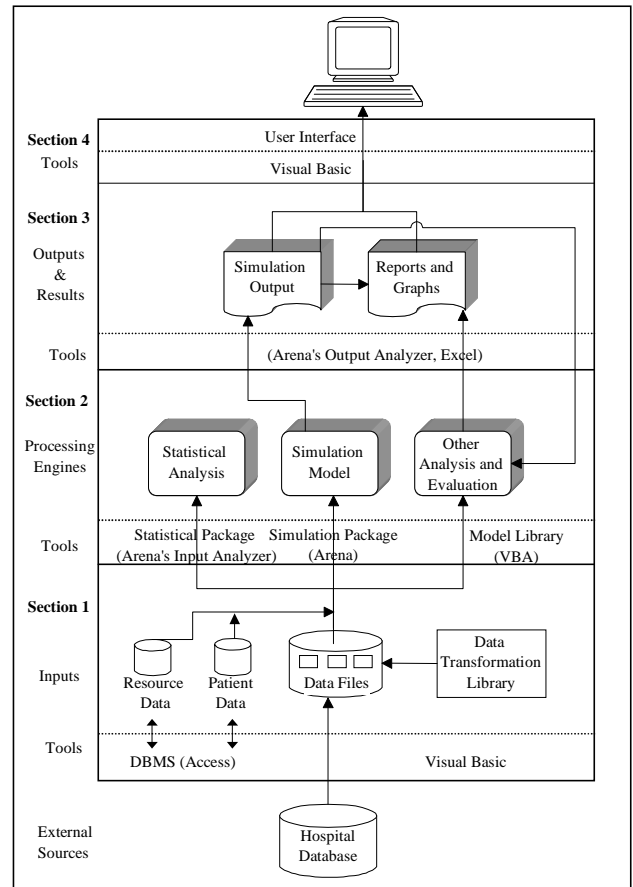 Section 4
User Interface
Tools
Visual Basic
Section 3
Outputs
&
Results
Simulation
Output
Reports and
Graphs
Tools
(Arena's Output Analyzer, Excel)
Section 2
Processing
Engines
Statistical
Analysis
Simulation
Model
Other
Analysis and
Evaluation
Tools
Statistical Package
(Arena's Input Analyzer)
Simulation Package
(Arena)
Model Library
(VBA)
Section 1
Inputs
Resource
Data
Patient
Data
Data Files
Data
Transformation
Library
Tools
DBMS (Access)
Visual Basic
External
Sources
Hospital
Database